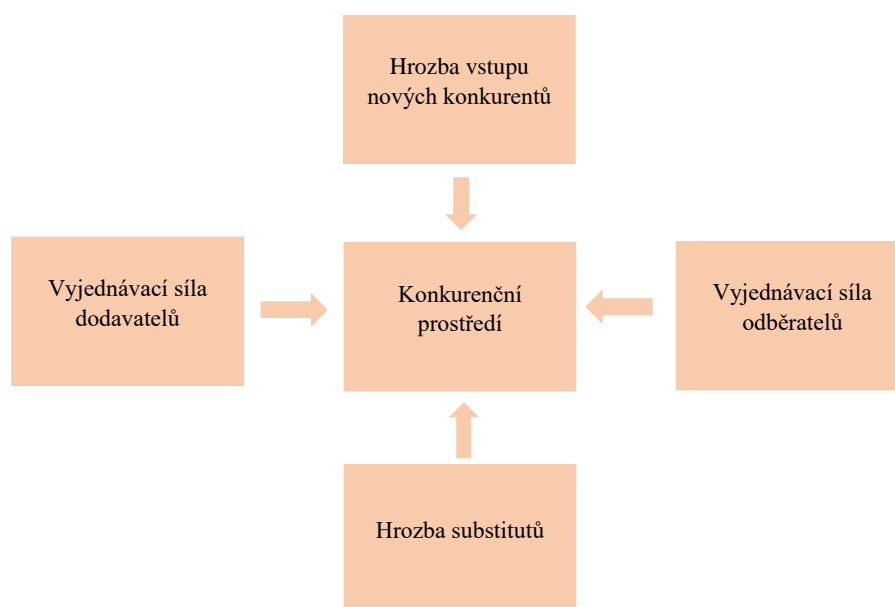 Hrozba vstupu
nových konkurentů
Vyjednávací síla
dodavatelů
Konkurenční
prostředí
Vyjednávací síla
odběratelů
Hrozba substitutů